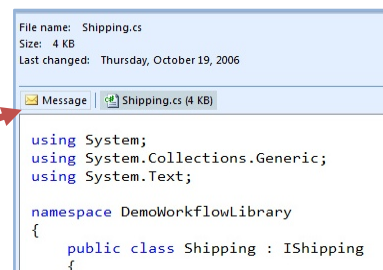 File name:   Shipping.cs
Size:   4 KB
Last changed:   Thursday, October 19, 2006
Message   Shipping.cs (4 KB)
using System;
using System.Collections.Generic;
using System.Text;
namespace DemoWorkflowLibrary
{
    public class Shipping : IShipping
    {